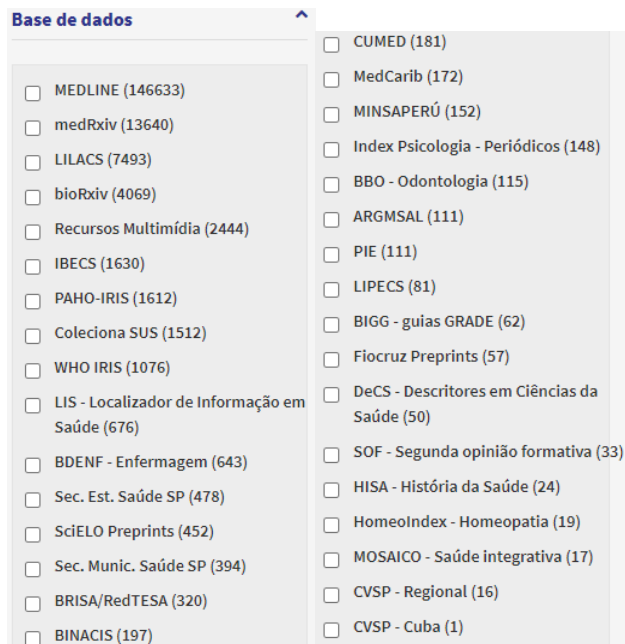 Base de dados
MEDLINE (146633)
medRxiv (13640)
LILACS (7493)
bioRxiv (4069)
Recursos Multimídia (2444)
IBECS (1630)
PAHO-IRIS (1612)
Coleciona SUS (1512)
WHO IRIS (1076)
LIS - Localizador de Informação em
Saúde (676)
BDENF - Enfermagem (643)
Sec. Est. Saúde SP (478)
SciELO Preprints (452)
Sec. Munic. Saúde SP (394)
BRISA/RedTESA (320)
BINACIS (197)
CUMED (181)
MedCarib (172)
MINSAPERÚ (152)
Index Psicologia - Periódicos (148)
BBO - Odontologia (115)
ARGMSAL (111)
PIE (111)
LIPECS (81)
BIGG - guias GRADE (62)
Fiocruz Preprints (57)
DeCS - Descritores em Ciências da
Saúde (50)
SOF - Segunda opinião formativa (33)
HISA - História da Saúde (24)
HomeoIndex - Homeopatia (19)
MOSAICO - Saúde integrativa (17)
CVSP - Regional (16)
CVSP - Cuba (1)